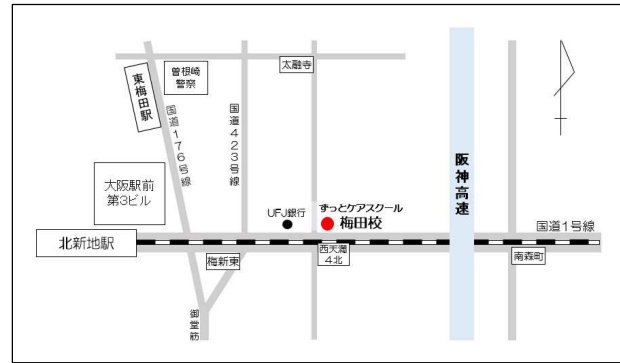 太融寺
曽根崎
警察
東梅田駅
国道176号線
国道423号線
阪神高速
大阪駅前
第3ビル
UFJ銀行
ずっとケアスクール
梅田校
国道1号線
北新地駅
梅新東
西天満
4北
南森町
御堂筋